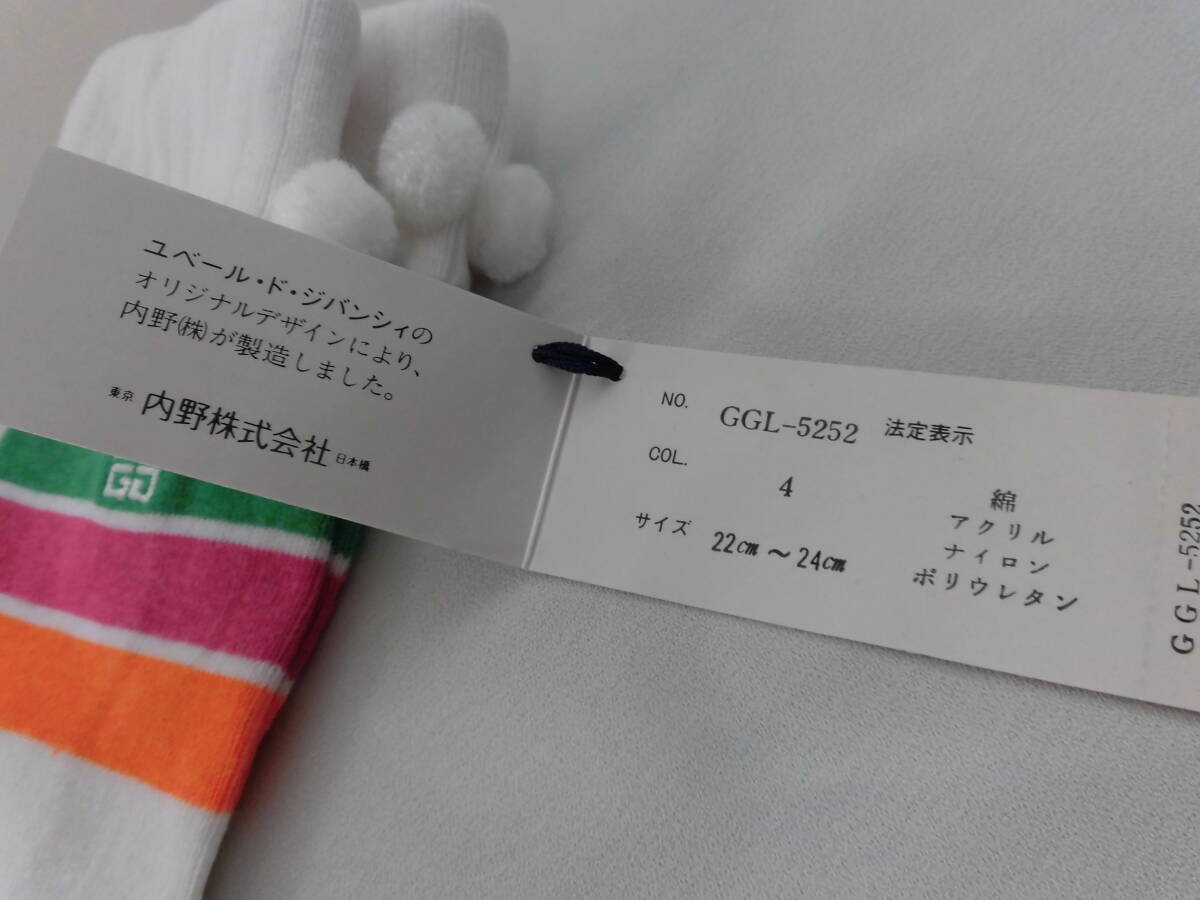 ユベール・ド・ジバンシィの
オリジナルデザインにより、
内野(株)が製造しました。
東京 内野株式会社 日本橋
NO. GGL-5252 法定表示
COL. 4
サイズ 22cm～24cm
綿
アクリル
ナイロン
ポリウレタン
GGL-5252